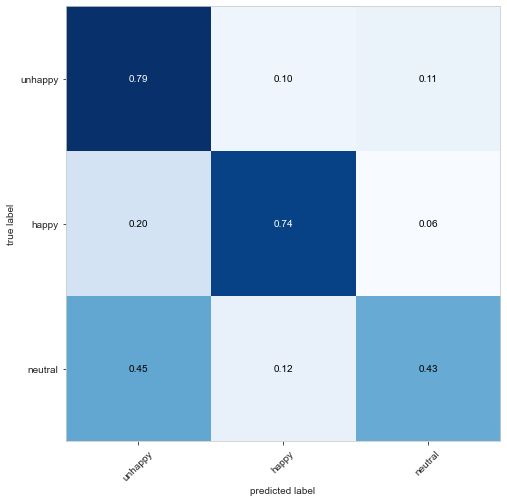 unhappy 0.79 0.10 0.11
true label
happy 0.20 0.74 0.06
neutral 0.45 0.12 0.43
unhappy happy neutral
predicted label